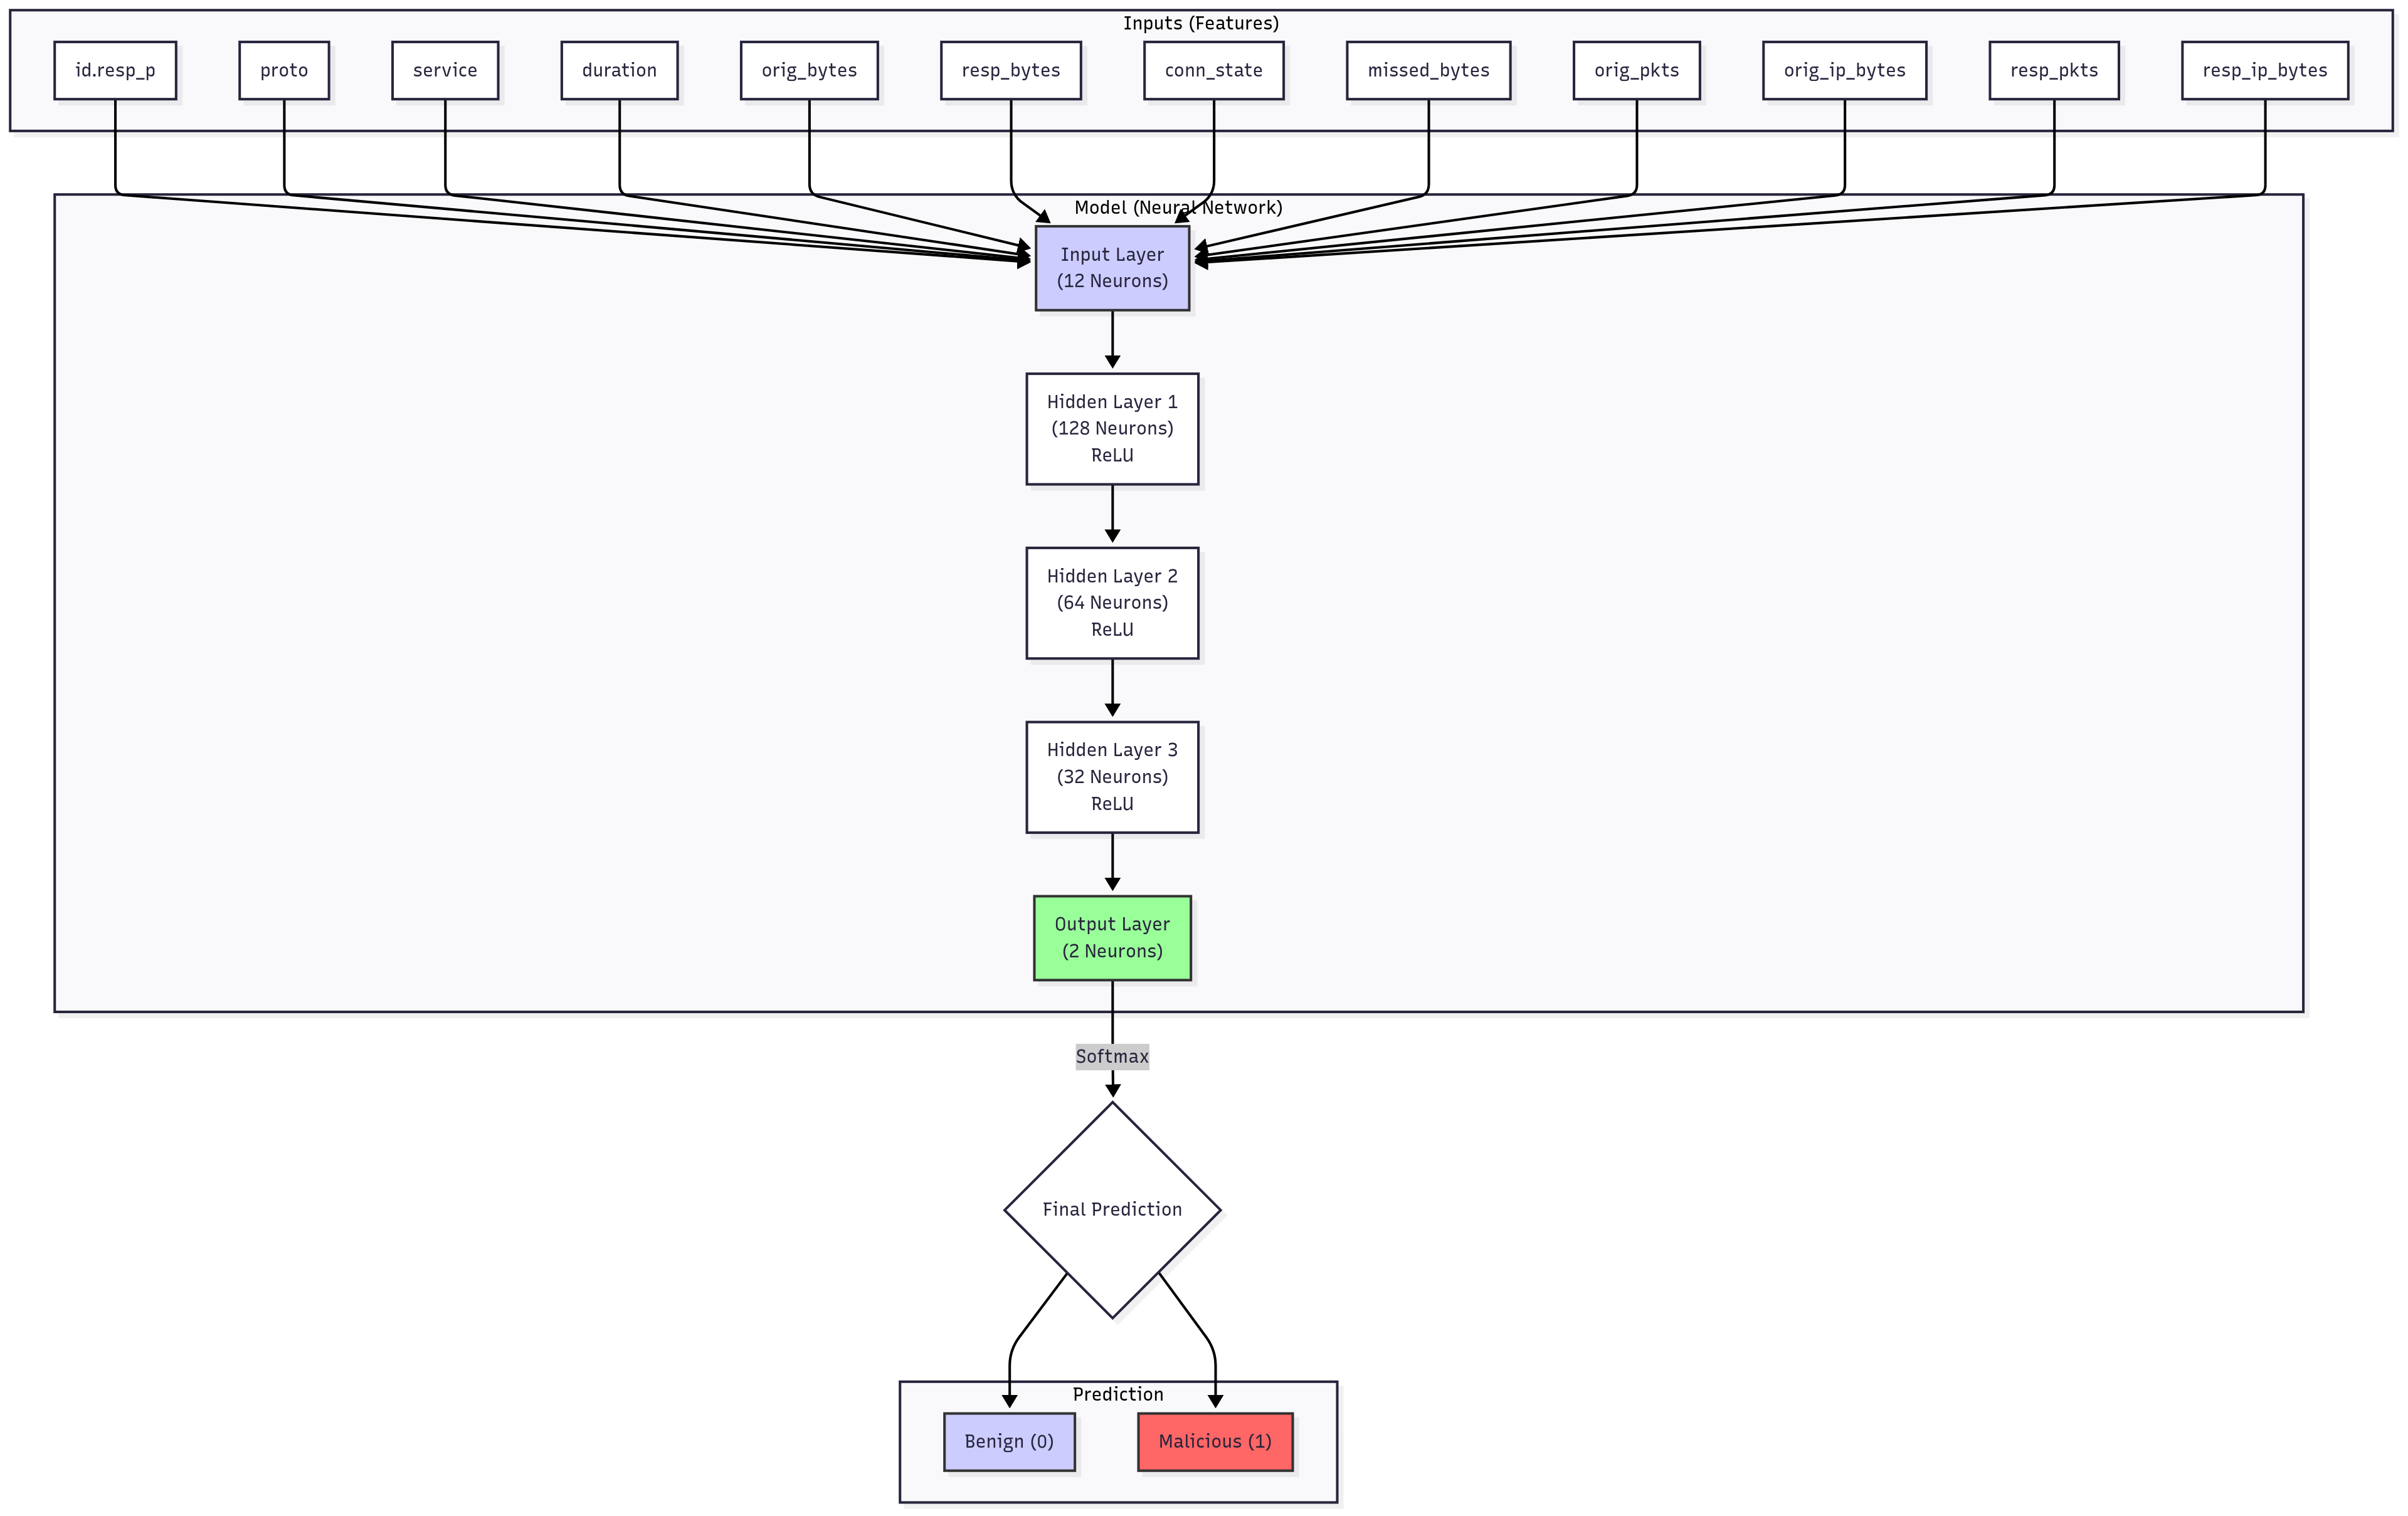 Inputs (Features)
id.resp_p
proto
service
duration
orig_bytes
resp_bytes
conn_state
missed_bytes
orig_pkts
orig_ip_bytes
resp_pkts
resp_ip_bytes
Model (Neural Network)
Input Layer
(12 Neurons)
Hidden Layer 1
(128 Neurons)
ReLU
Hidden Layer 2
(64 Neurons)
ReLU
Hidden Layer 3
(32 Neurons)
ReLU
Output Layer
(2 Neurons)
Softmax
Final Prediction
Prediction
Benign (0)
Malicious (1)